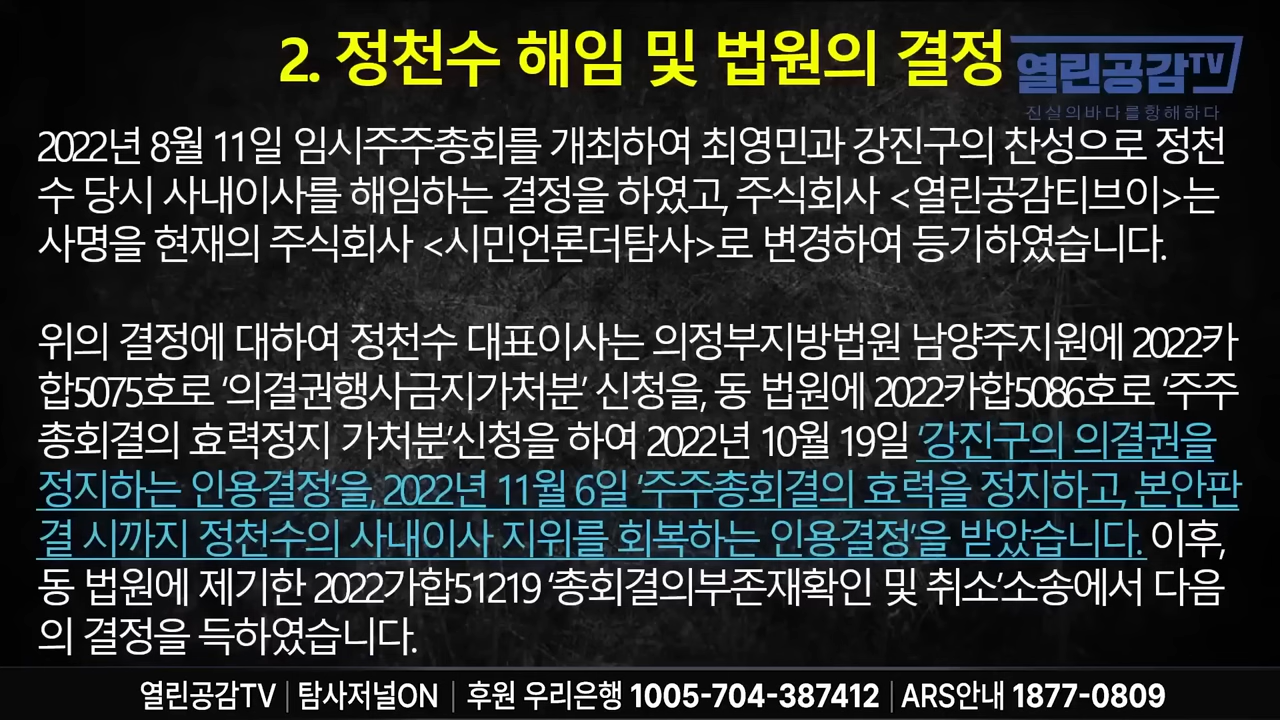 2. 정천수 해임 및 법원의 결정
열린공감TV
진실의바다를항해하다
2022년 8월 11일 임시주주총회를 개최하여 최영민과 강진구의 찬성으로 정천
수 당시 사내이사를 해임하는 결정을 하였고, 주식회사 <열린공감티브이>는
사명을 현재의 주식회사 <시민언론더탐사>로 변경하여 등기하였습니다.
위의 결정에 대하여 정천수 대표이사는 의정부지방법원 남양주지원에 2022카
합5075호로 ‘의결권행사금지가처분’ 신청을, 동 법원에 2022카합5086호로 ‘주주
총회결의 효력정지 가처분’신청을 하여 2022년 10월 19일 ‘강진구의 의결권을
정지하는 인용결정’을, 2022년 11월 6일 ‘주주총회결의 효력을 정지하고, 본안판
결 시까지 정천수의 사내이사 지위를 회복하는 인용결정’을 받았습니다. 이후,
동 법원에 제기한 2022가합51219 ‘총회결의부존재확인 및 취소’소송에서 다음
의 결정을 득하였습니다.
열린공감TV | 탐사저널ON | 후원 우리은행 1005-704-387412 | ARS안내 1877-0809